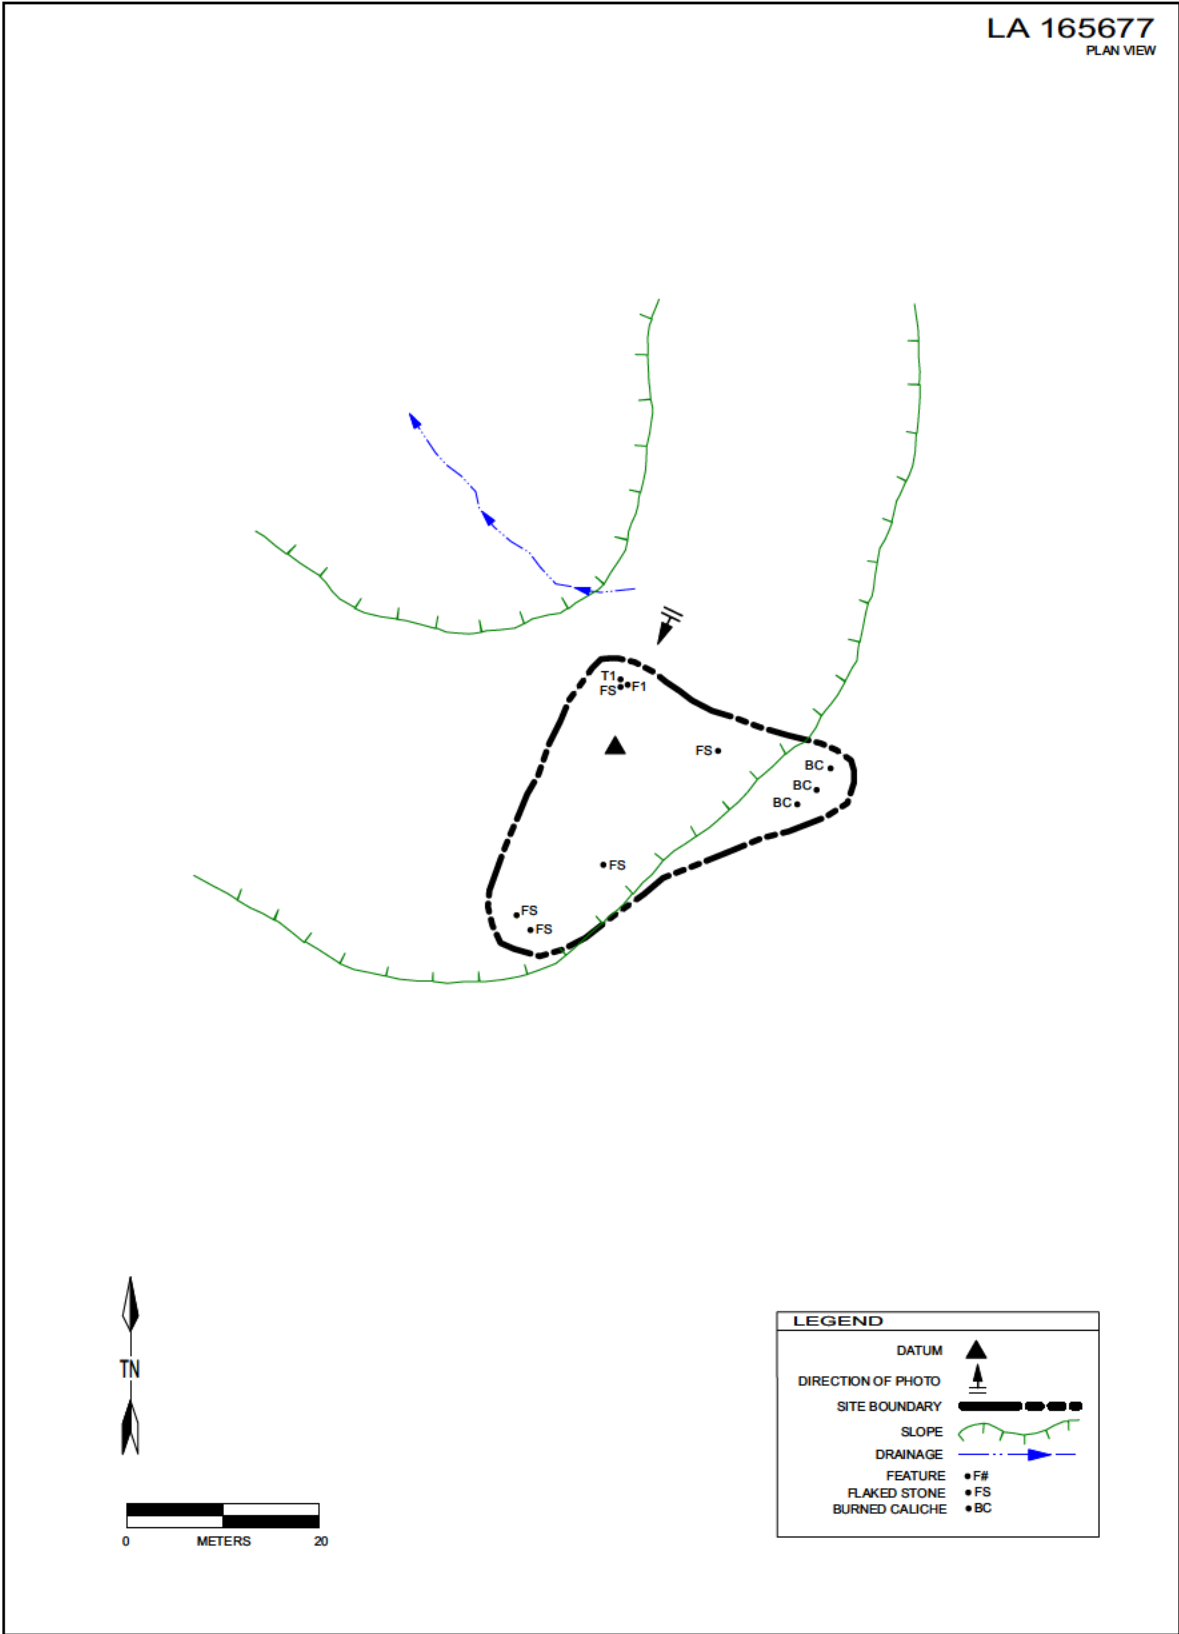 LA 165677
PLAN VIEW
T1
FS F1
FS
BC
BC
BC
FS
FS
FS
TN
0 METERS 20
LEGEND
DATUM
DIRECTION OF PHOTO
SITE BOUNDARY
SLOPE
DRAINAGE
FEATURE F#
FLAKED STONE FS
BURNED CALICHE BC